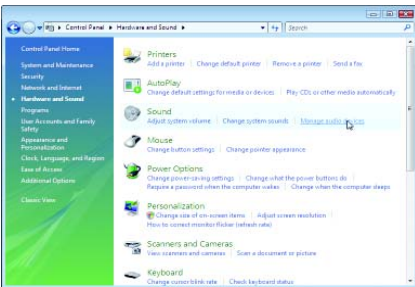 Control Panel ▸ Hardware and Sound ▸
Search
Control Panel Home
System and Maintenance
Security
Network and Internet
Hardware and Sound
Programs
User Accounts and Family Safety
Appearance and Personalization
Clock, Language, and Region
Ease of Access
Additional Options
Classic View
Printers
Add a printer | Change default printer | Remove a printer | Send a fax
AutoPlay
Change default settings for media or devices | Play CDs or other media automatically
Sound
Adjust system volume | Change system sounds | Manage audio devices
Mouse
Change button settings | Change pointer appearance
Power Options
Change power-saving settings | Change what the power buttons do
Require a password when the computer wakes | Change when the computer sleeps
Personalization
Change size of on-screen items | Adjust screen resolution
How to correct monitor flicker (refresh rate)
Scanners and Cameras
View scanners and cameras | Scan a document or picture
Keyboard
Change cursor blink rate | Check keyboard status